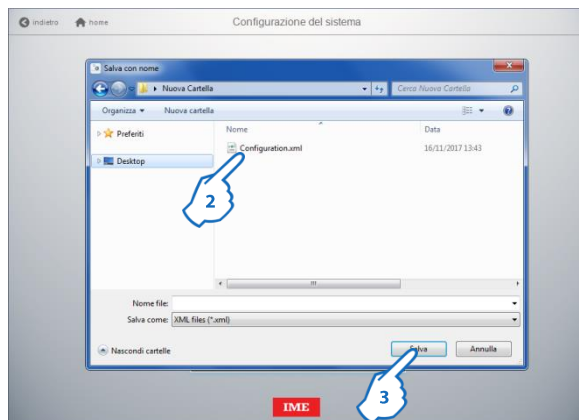 indietro home Configurazione del sistema
Salva con nome
Nuova Cartella Cerca Nuova Cartella
Organizza Nuova cartella
Nome Data
Preferiti
Configuration.xml 16/11/2017 13:43
Desktop
2
Nome file:
Salva come: XML files (*.xml)
Nascondi cartelle Salva Annulla
3
IME